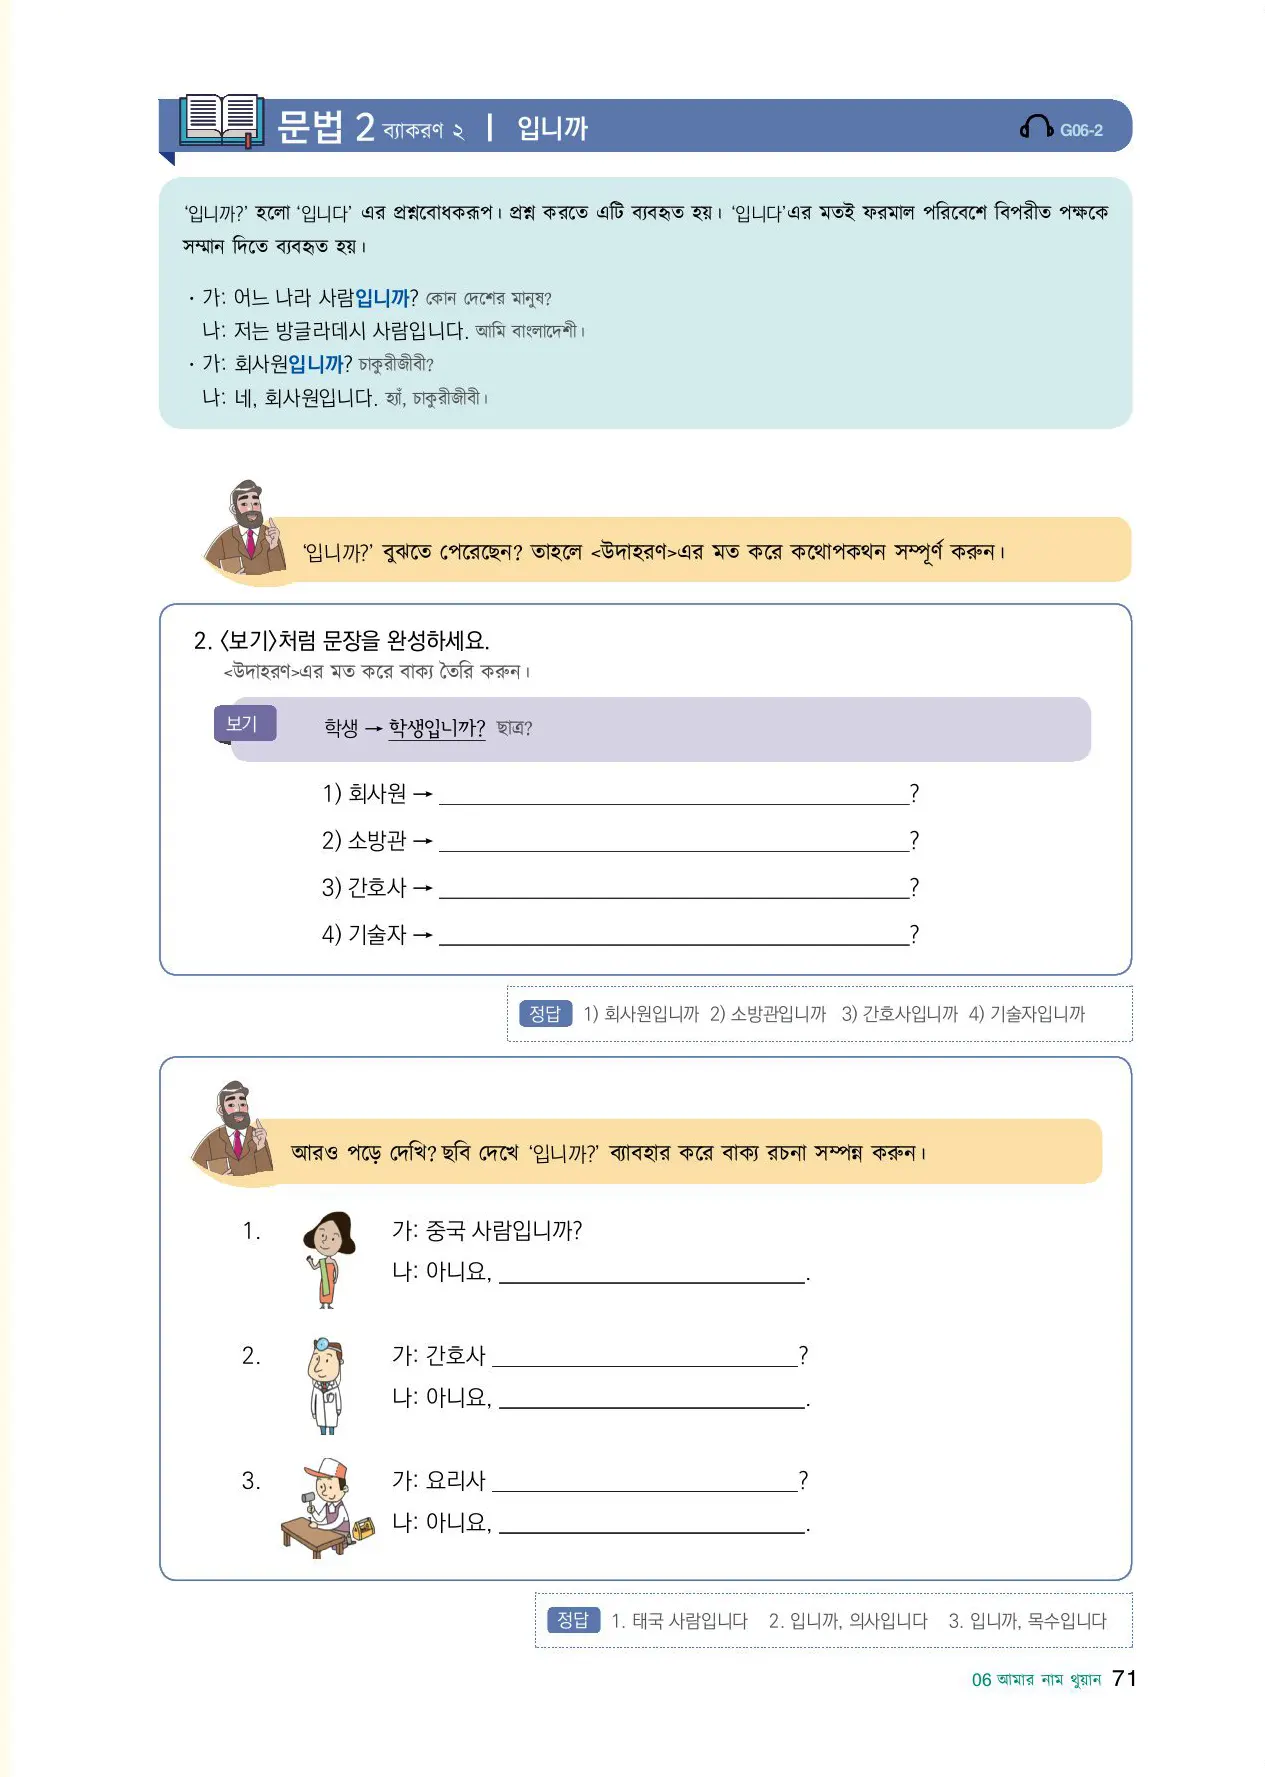 문법 2 ব্যাকরণ ২ | 입니까
G06-2
‘입니까?’ হলো ‘입니다’ এর প্রশ্নবোধকরূপ। প্রশ্ন করতে এটি ব্যবহৃত হয়। ‘입니다’এর মতই ফরমাল পরিবেশে বিপরীত পক্ষকে
সম্মান দিতে ব্যবহৃত হয়।
· 가: 어느 나라 사람입니까? কোন দেশের মানুষ?
나: 저는 방글라데시 사람입니다. আমি বাংলাদেশী।
· 가: 회사원입니까? চাকুরীজীবী?
나: 네, 회사원입니다. হ্যাঁ, চাকুরীজীবী।
‘입니까?’ বুঝতে পেরেছেন? তাহলে <উদাহরণ>এর মত করে কথোপকথন সম্পূর্ণ করুন।
2. 〈보기〉처럼 문장을 완성하세요.
<উদাহরণ>এর মত করে বাক্য তৈরি করুন।
보기 학생 → 학생입니까? ছাত্র?
1) 회사원 → ?
2) 소방관 → ?
3) 간호사 → ?
4) 기술자 → ?
정답 1) 회사원입니까 2) 소방관입니까 3) 간호사입니까 4) 기술자입니까
আরও পড়ে দেখি? ছবি দেখে ‘입니까?’ ব্যাবহার করে বাক্য রচনা সম্পন্ন করুন।
1. 가: 중국 사람입니까?
나: 아니요, .
2. 가: 간호사 ?
나: 아니요, .
3. 가: 요리사 ?
나: 아니요, .
정답 1. 태국 사람입니다 2. 입니까, 의사입니다 3. 입니까, 목수입니다
06 আমার নাম থুয়ান 71